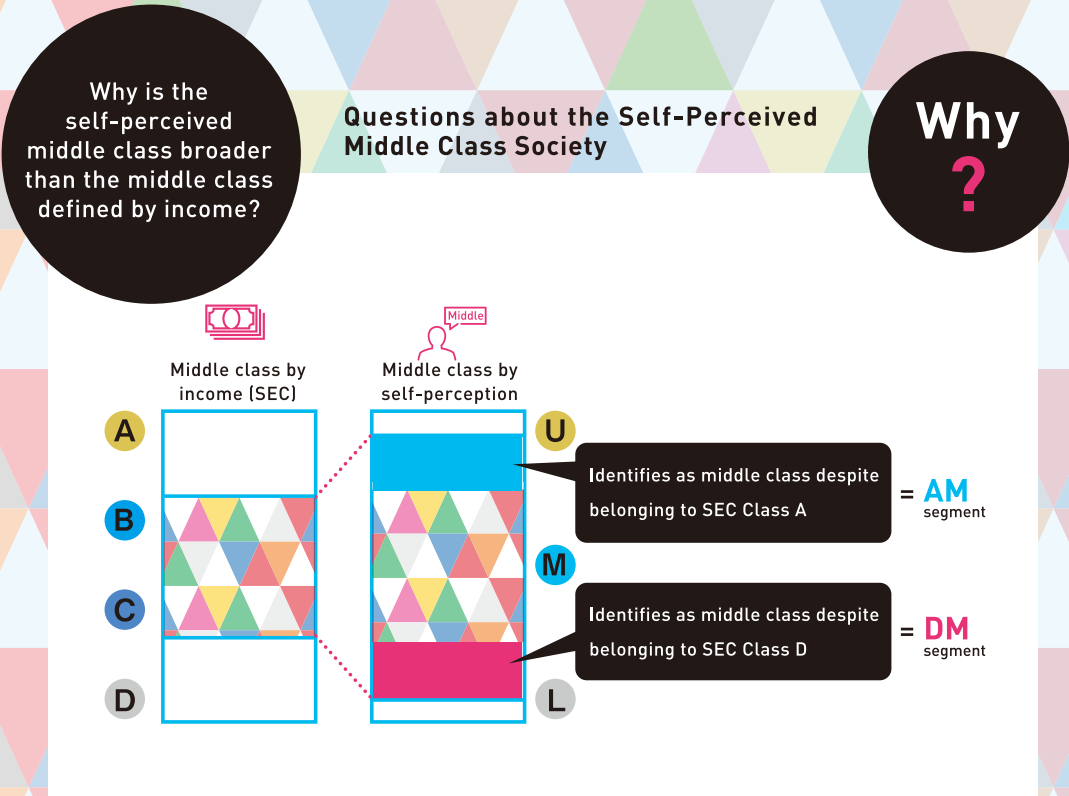 Why is the
self-perceived
middle class broader
than the middle class
defined by income?
Questions about the Self-Perceived
Middle Class Society
Why
?
Middle
Middle class by
income (SEC)
Middle class by
self-perception
A
B
C
D
U
M
L
Identifies as middle class despite
belonging to SEC Class A
= AM
segment
Identifies as middle class despite
belonging to SEC Class D
= DM
segment